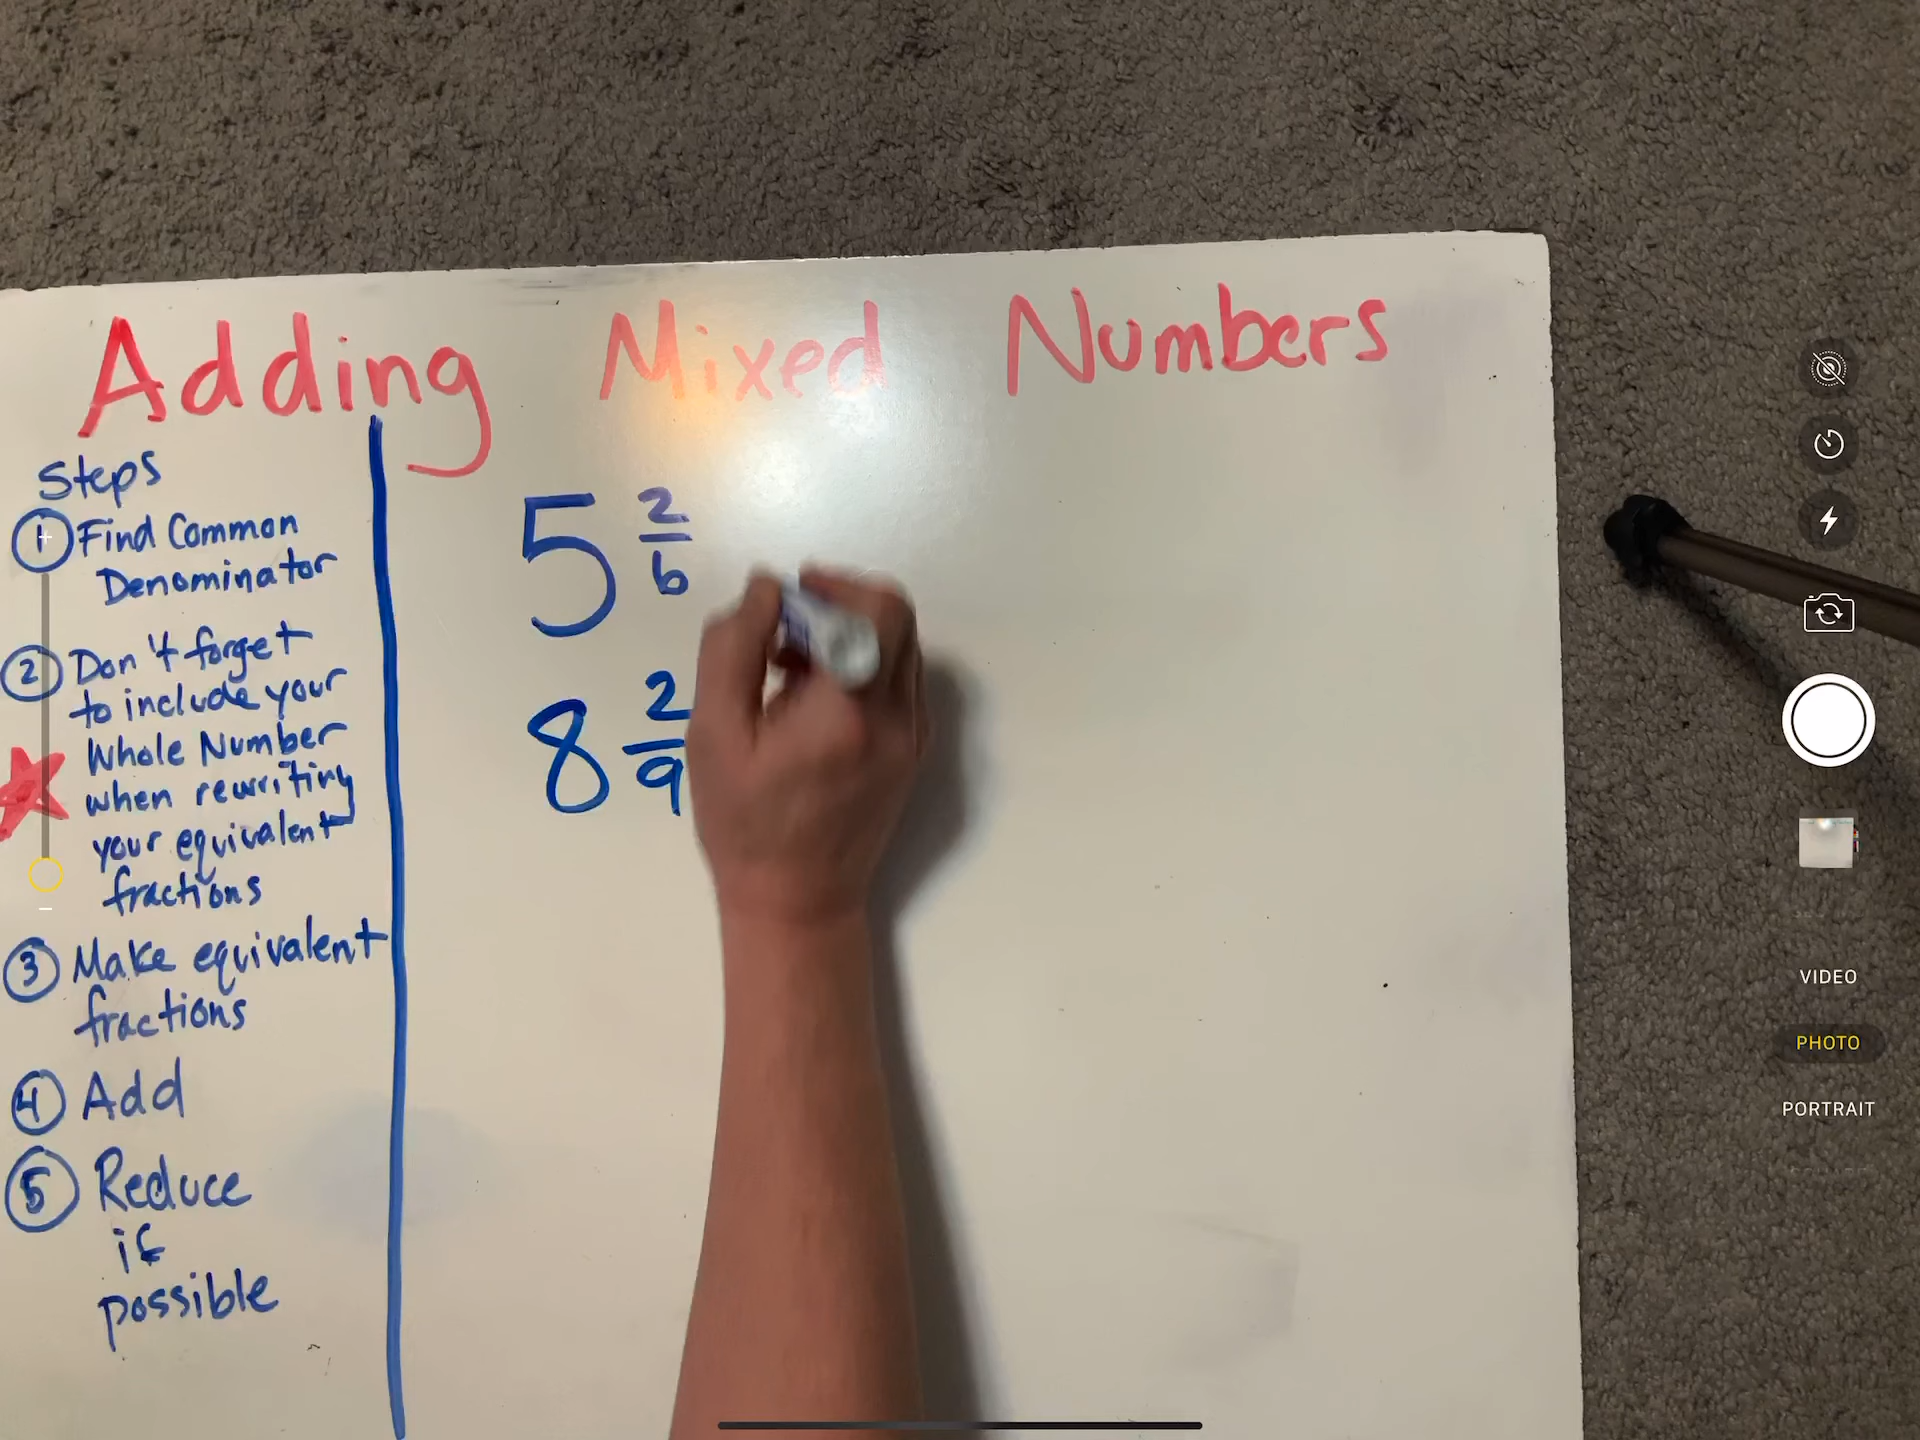 Adding Mixed Numbers
Steps
1 Find Common
Denominator
2 Don't forget
to include your
Whole Number
when rewriting
your equivalent
fractions
3 Make equivalent
fractions
4 Add
5 Reduce
if
possible
5 2/6
8 2/9
VIDEO
PHOTO
PORTRAIT